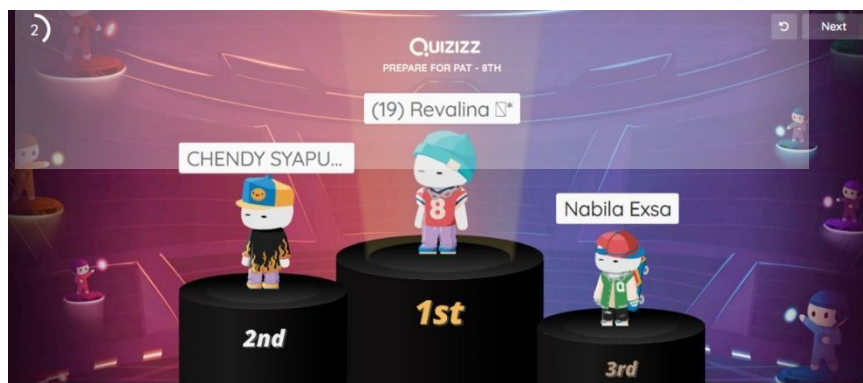 2
Next
Quizizz
PREPARE FOR PAT - 8TH
(19) Revalina *
CHENDY SYAPU...
Nabila Exsa
8
1st
2nd
3rd